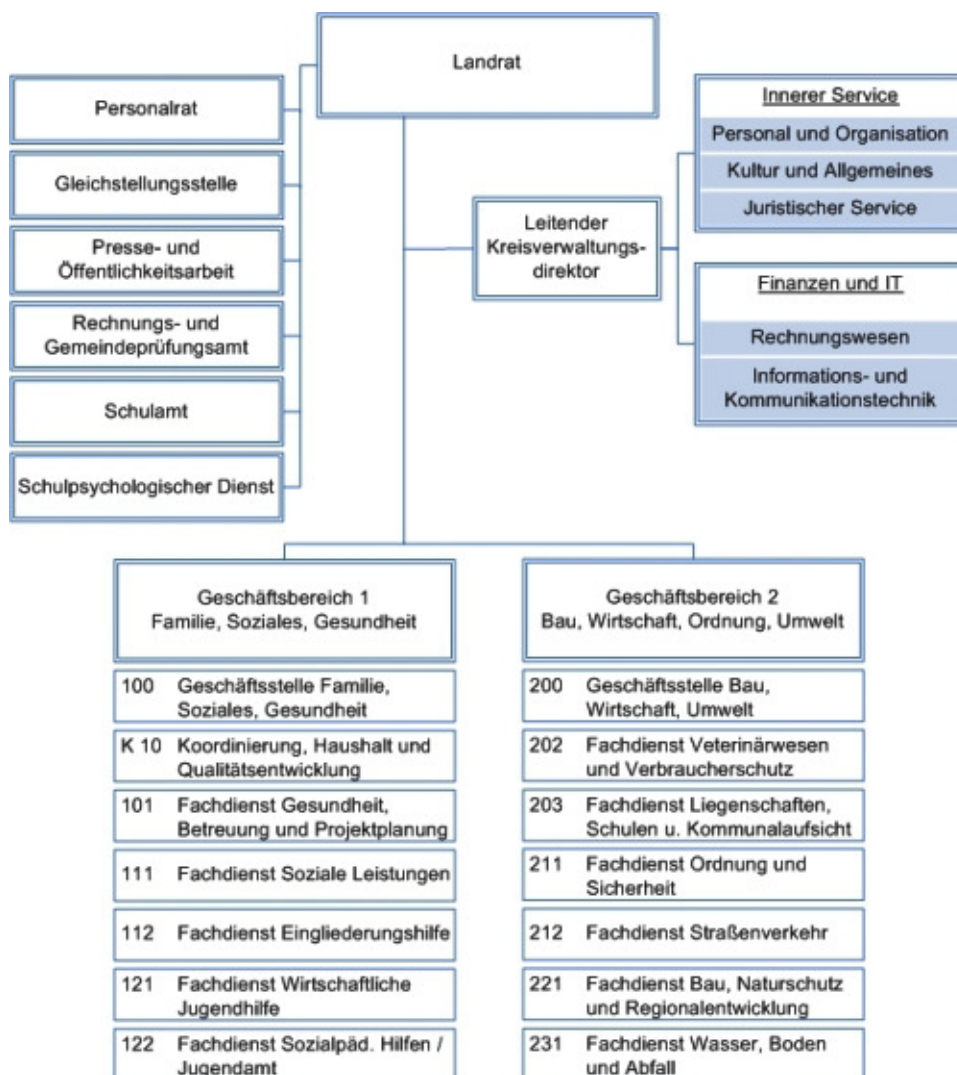 Landrat
Personalrat
Gleichstellungsstelle
Presse- und
Öffentlichkeitsarbeit
Rechnungs- und
Gemeindeprüfungsamt
Schulamt
Schulpsychologischer Dienst
Leitender
Kreisverwaltungs-
direktor
Innerer Service
Personal und Organisation
Kultur und Allgemeines
Juristischer Service
Finanzen und IT
Rechnungswesen
Informations- und
Kommunikationstechnik
Geschäftsbereich 1
Familie, Soziales, Gesundheit
100 Geschäftsstelle Familie,
Soziales, Gesundheit
K 10 Koordinierung, Haushalt und
Qualitätsentwicklung
101 Fachdienst Gesundheit,
Betreuung und Projektplanung
111 Fachdienst Soziale Leistungen
112 Fachdienst Eingliederungshilfe
121 Fachdienst Wirtschaftliche
Jugendhilfe
122 Fachdienst Sozialpäd. Hilfen /
Jugendamt
Geschäftsbereich 2
Bau, Wirtschaft, Ordnung, Umwelt
200 Geschäftsstelle Bau,
Wirtschaft, Umwelt
202 Fachdienst Veterinärwesen
und Verbraucherschutz
203 Fachdienst Liegenschaften,
Schulen u. Kommunalaufsicht
211 Fachdienst Ordnung und
Sicherheit
212 Fachdienst Straßenverkehr
221 Fachdienst Bau, Naturschutz
und Regionalentwicklung
231 Fachdienst Wasser, Boden
und Abfall